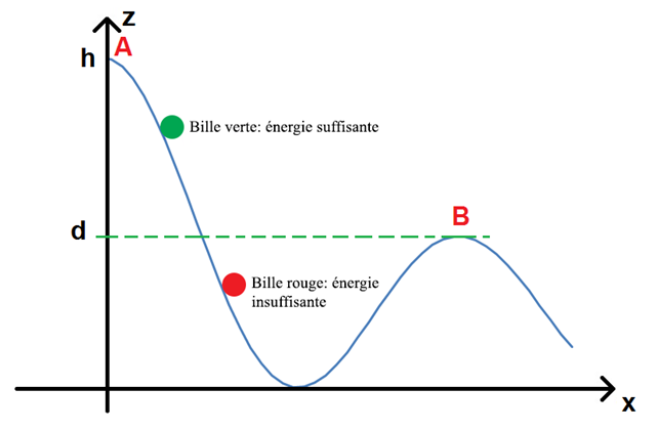 z
h
A
Bille verte: énergie suffisante
B
d
Bille rouge: énergie
insuffisante
x